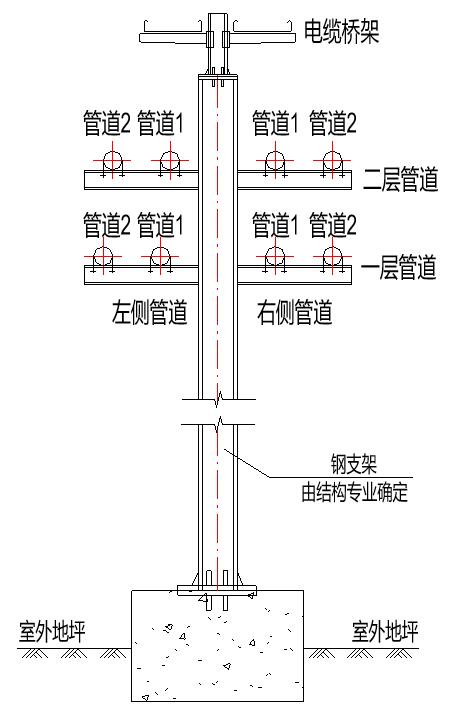 电缆桥架
管道2 管道1 管道1 管道2
二层管道
管道2 管道1 管道1 管道2
一层管道
左侧管道 右侧管道
钢支架
由结构专业确定
室外地坪 室外地坪